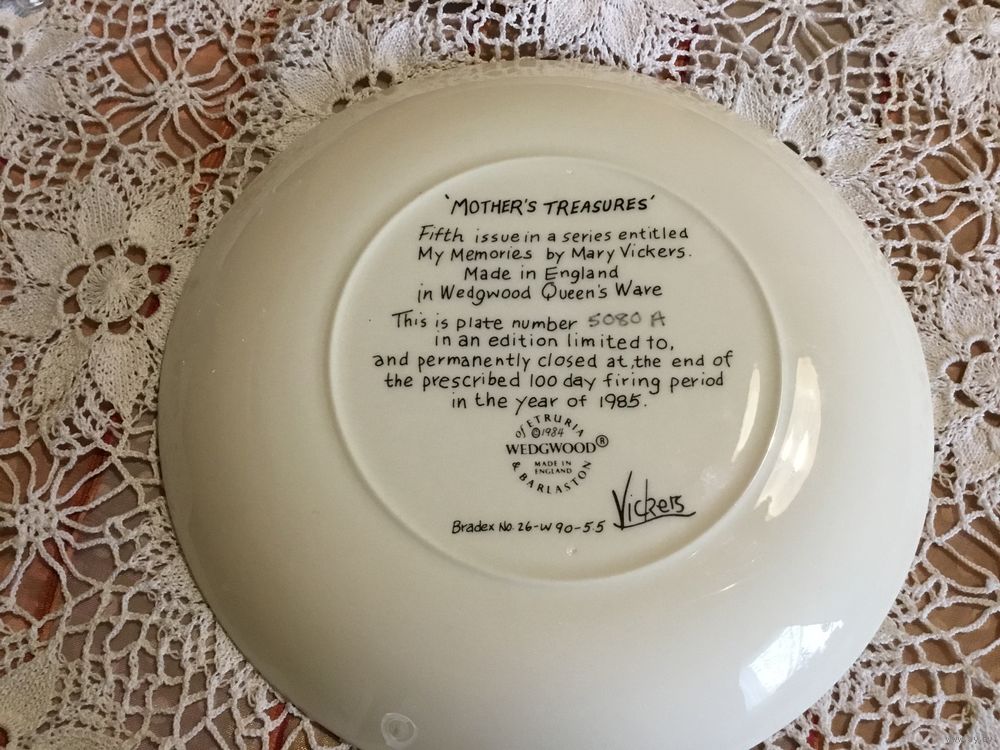 'MOTHER'S TREASURES'
Fifth issue in a series entitled
My Memories by Mary Vickers.
Made in England
in Wedgwood Queen's Ware
This is plate number 5080 A
in an edition limited to,
and permanently closed at, the end of
the prescribed 100 day firing period
in the year of 1985.
of ETRURIA
© 1984
WEDGWOOD®
MADE IN
ENGLAND
& BARLASTON
Vickers
Bradex No. 26-W90-5.5